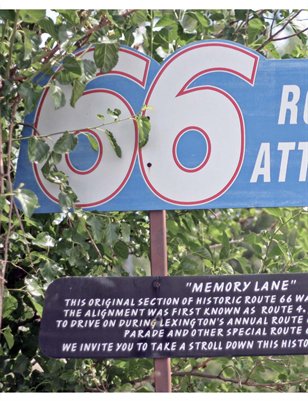 66
RO
ATT
"MEMORY LANE"
THIS ORIGINAL SECTION OF HISTORIC ROUTE 66 W
THE ALIGNMENT WAS FIRST KNOWN AS ROUTE 4.
TO DRIVE ON DURING LEXINGTON'S ANNUAL ROUTE
PARADE AND OTHER SPECIAL ROUTE
WE INVITE YOU TO TAKE A STROLL DOWN THIS HISTO